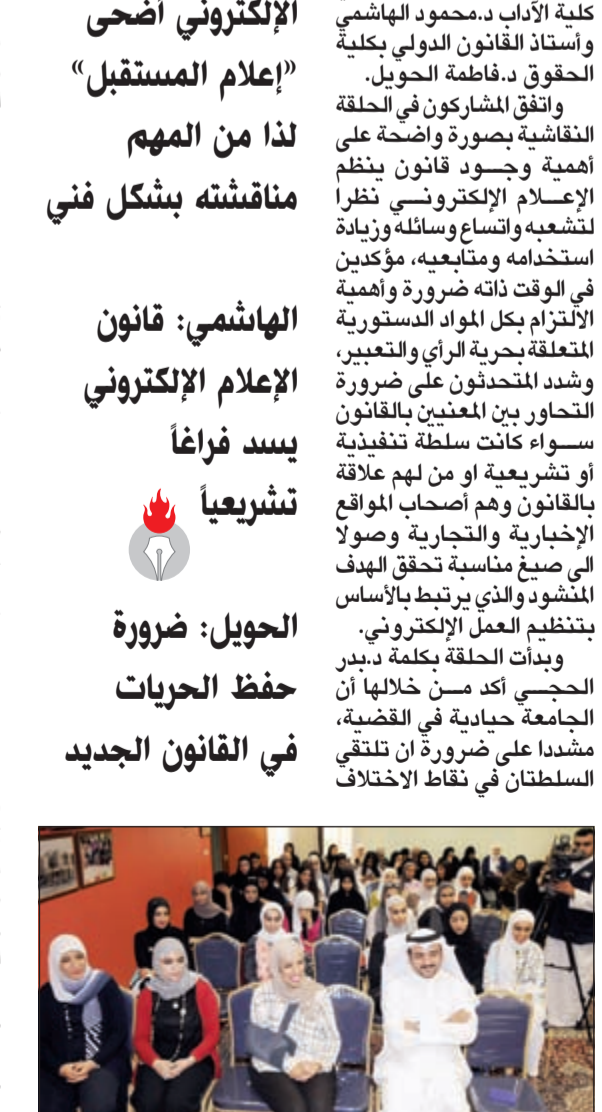 كلية الآداب د.محمود الهاشمي
وأستاذ القانون الدولي بكلية
الحقوق د.فاطمة الحويل.
واتفق المشاركون في الحلقة
النقاشية بصورة واضحة على
أهمية وجــود قانون ينظم
الإعــلام الإلكترونــي نظرا
لتشعبه واتساع وسائله وزيادة
استخدامه ومتابعيه، مؤكدين
في الوقت ذاته ضرورة وأهمية
الالتزام بكل المواد الدستورية
المتعلقة بحرية الرأي والتعبير،
وشدد المتحدثون على ضرورة
التحاور بين المعنيين بالقانون
ســواء كانت سلطة تنفيذية
أو تشريعية او من لهم علاقة
بالقانون وهم أصحاب المواقع
الإخبارية والتجارية وصولا
الى صيغ مناسبة تحقق الهدف
المنشود والذي يرتبط بالأساس
بتنظيم العمل الإلكتروني.
وبدأت الحلقة بكلمة د.بدر
الحجــي أكد مــن خلالها أن
الجامعة حيادية في القضية،
مشددا على ضرورة ان تلتقي
السلطتان في نقاط الاختلاف
الإلكتروني أضحى
«إعلام المستقبل»
لذا من المهم
مناقشته بشكل فني
الهاشمي: قانون
الإعلام الإلكتروني
يسد فراغاً
تشريعياً
الحويل: ضرورة
حفظ الحريات
في القانون الجديد